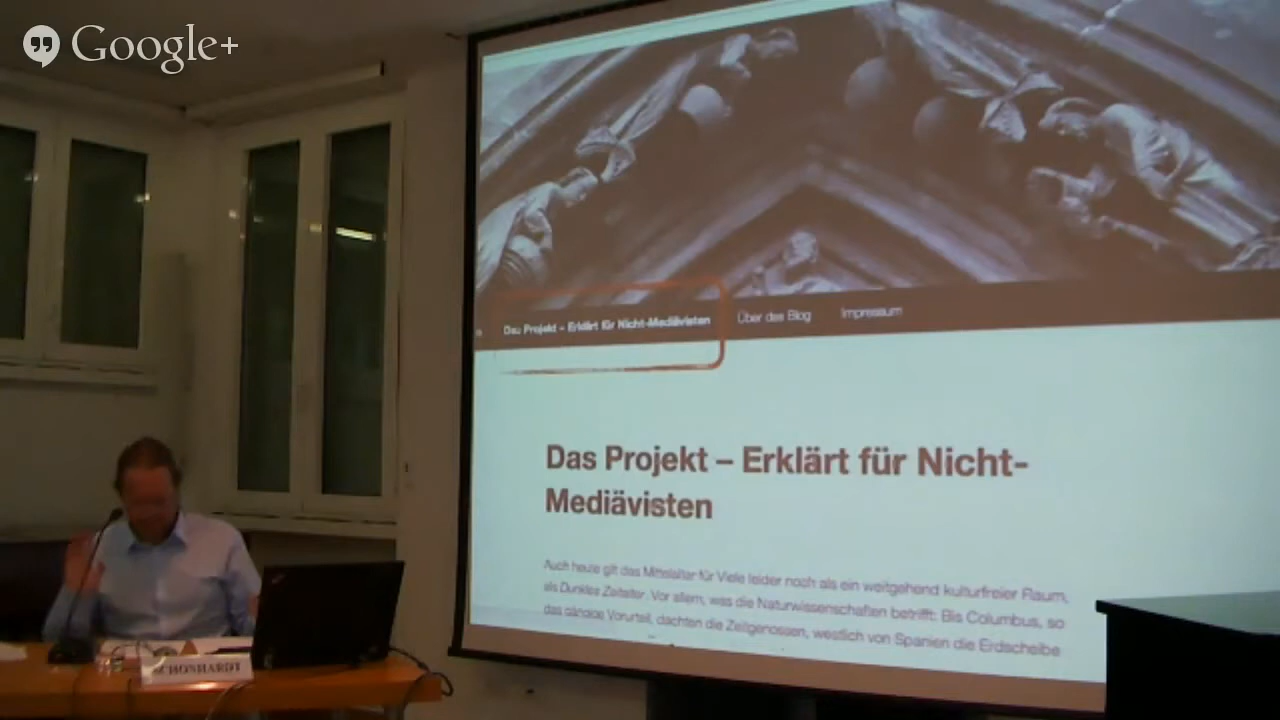 Google+
Das Projekt – Erklärt für Nicht-Mediävisten
Über das Blog
Impressum
Das Projekt – Erklärt für Nicht-
Mediävisten
Auch heute gilt das Mittelalter für Viele leider noch als ein weitgehend kulturfreier Raum,
als Dunkles Zeitalter. Vor allem, was die Naturwissenschaften betrifft: Bis Columbus, so
das gängige Vorurteil, dachten die Zeitgenossen, westlich von Spanien die Erdscheibe
SCHONHARDT